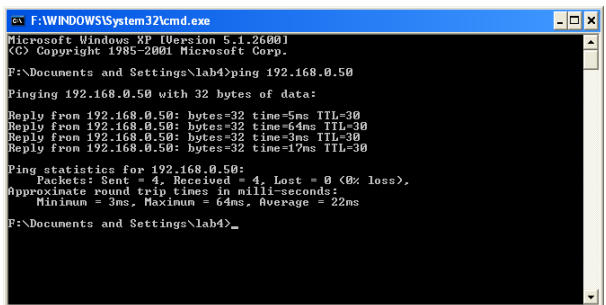 F:\WINDOWS\System32\cmd.exe
Microsoft Windows XP [Version 5.1.2600]
(C) Copyright 1985-2001 Microsoft Corp.
F:\Documents and Settings\lab4>ping 192.168.0.50
Pinging 192.168.0.50 with 32 bytes of data:
Reply from 192.168.0.50: bytes=32 time=5ms TTL=30
Reply from 192.168.0.50: bytes=32 time=64ms TTL=30
Reply from 192.168.0.50: bytes=32 time=3ms TTL=30
Reply from 192.168.0.50: bytes=32 time=17ms TTL=30
Ping statistics for 192.168.0.50:
    Packets: Sent = 4, Received = 4, Lost = 0 (0% loss),
Approximate round trip times in milli-seconds:
    Minimum = 3ms, Maximum = 64ms, Average = 22ms
F:\Documents and Settings\lab4>_